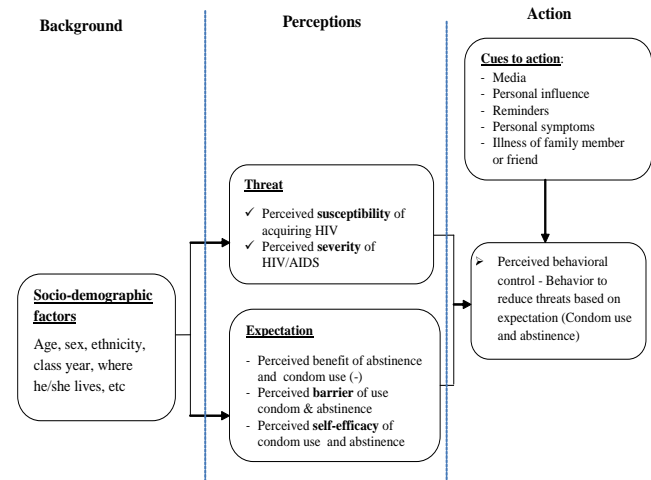 Background
Perceptions
Action
Cues to action:
- Media
- Personal influence
- Reminders
- Personal symptoms
- Illness of family member
or friend
Threat
✓ Perceived susceptibility of
acquiring HIV
✓ Perceived severity of
HIV/AIDS
Socio-demographic
factors
Age, sex, ethnicity,
class year, where
he/she lives, etc
Expectation
- Perceived benefit of abstinence
and condom use (-)
- Perceived barrier of use
condom & abstinence
- Perceived self-efficacy of
condom use and abstinence
➢ Perceived behavioral
control - Behavior to
reduce threats based on
expectation (Condom use
and abstinence)